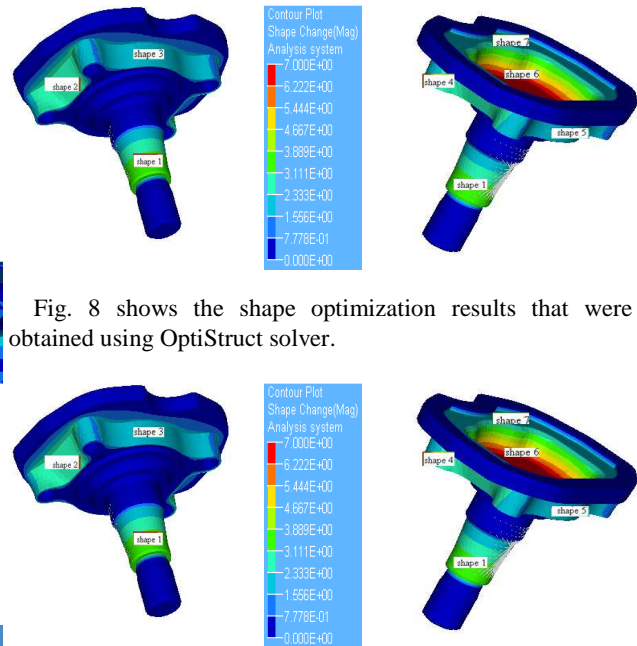 Contour Plot
Shape Change(Mag)
Analysis system
7.000E+00
6.222E+00
5.444E+00
4.667E+00
3.889E+00
3.111E+00
2.333E+00
1.556E+00
7.778E-01
0.000E+00
shape 3
shape 2
shape 1
shape 7
shape 6
shape 4
shape 5
shape 1
Fig. 8 shows the shape optimization results that were
obtained using OptiStruct solver.
Contour Plot
Shape Change(Mag)
Analysis system
7.000E+00
6.222E+00
5.444E+00
4.667E+00
3.889E+00
3.111E+00
2.333E+00
1.556E+00
7.778E-01
0.000E+00
shape 3
shape 2
shape 1
shape 7
shape 6
shape 4
shape 5
shape 1